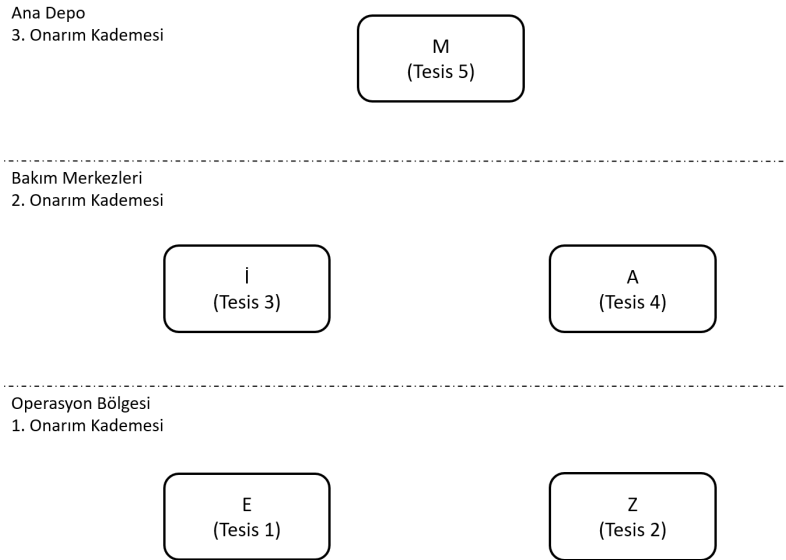 Ana Depo
3. Onarım Kademesi
M
(Tesis 5)
Bakım Merkezleri
2. Onarım Kademesi
İ
(Tesis 3)
A
(Tesis 4)
Operasyon Bölgesi
1. Onarım Kademesi
E
(Tesis 1)
Z
(Tesis 2)